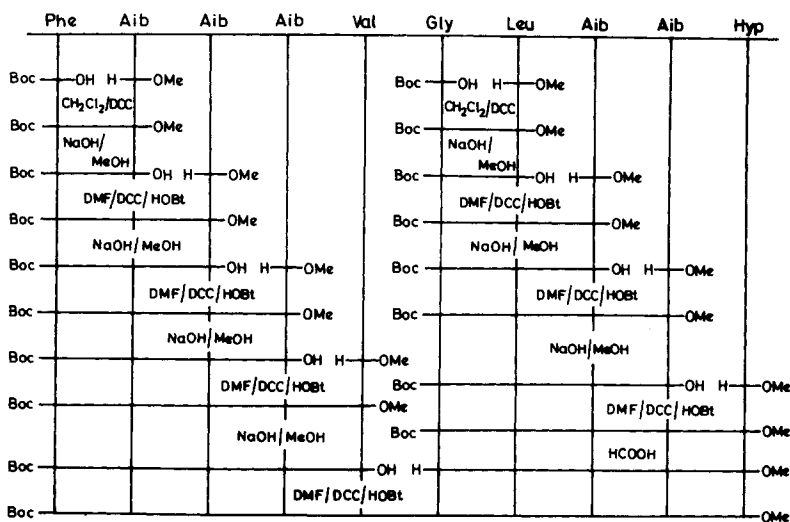 Phe Aib Aib Aib Val Gly Leu Aib Aib Hyp
Boc OH H OMe Boc OH H OMe
CH2Cl2/DCC CH2Cl2/DCC
Boc OMe Boc OMe
NaOH/ NaOH/
MeOH MeOH
Boc OH H OMe Boc OH H OMe
DMF/DCC/HOBt DMF/DCC/HOBt
Boc OMe Boc OMe
NaOH/MeOH NaOH/MeOH
Boc OH H OMe Boc OH H OMe
DMF/DCC/HOBt DMF/DCC/HOBt
Boc OMe Boc OMe
NaOH/MeOH NaOH/MeOH
Boc OH H OMe
Boc OH H OMe
DMF/DCC/HOBt
DMF/DCC/HOBt
Boc OMe
Boc OMe
NaOH/MeOH
HCOOH
Boc OH H OMe
DMF/DCC/HOBt
Boc OMe